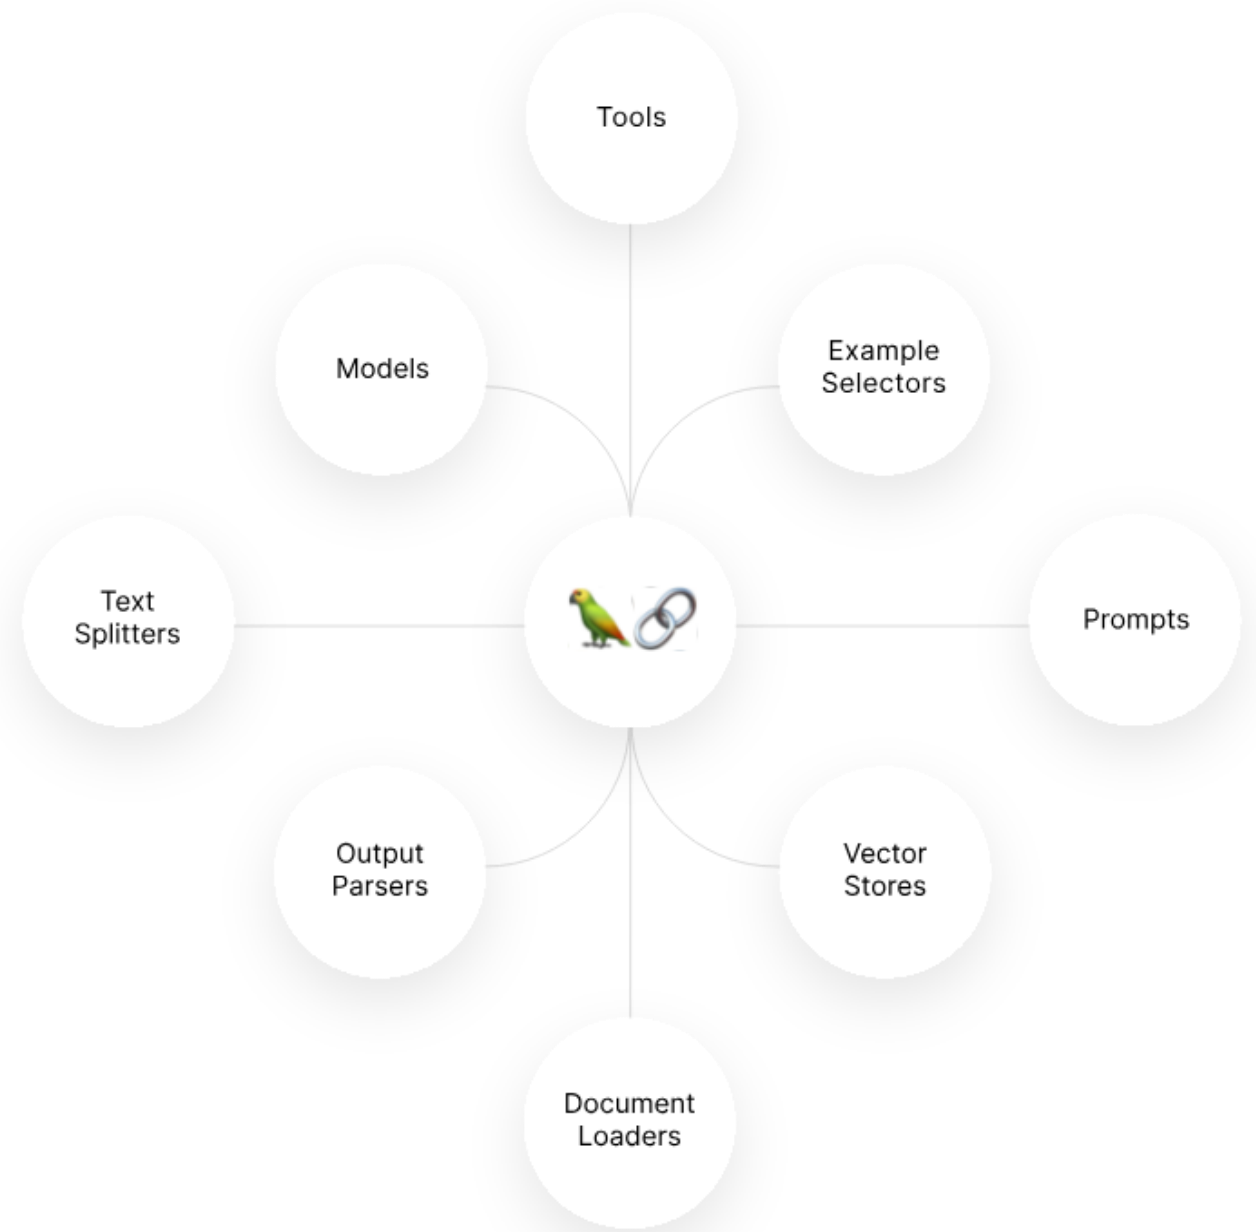 Tools
Models
Example
Selectors
Text
Splitters
Prompts
Output
Parsers
Vector
Stores
Document
Loaders